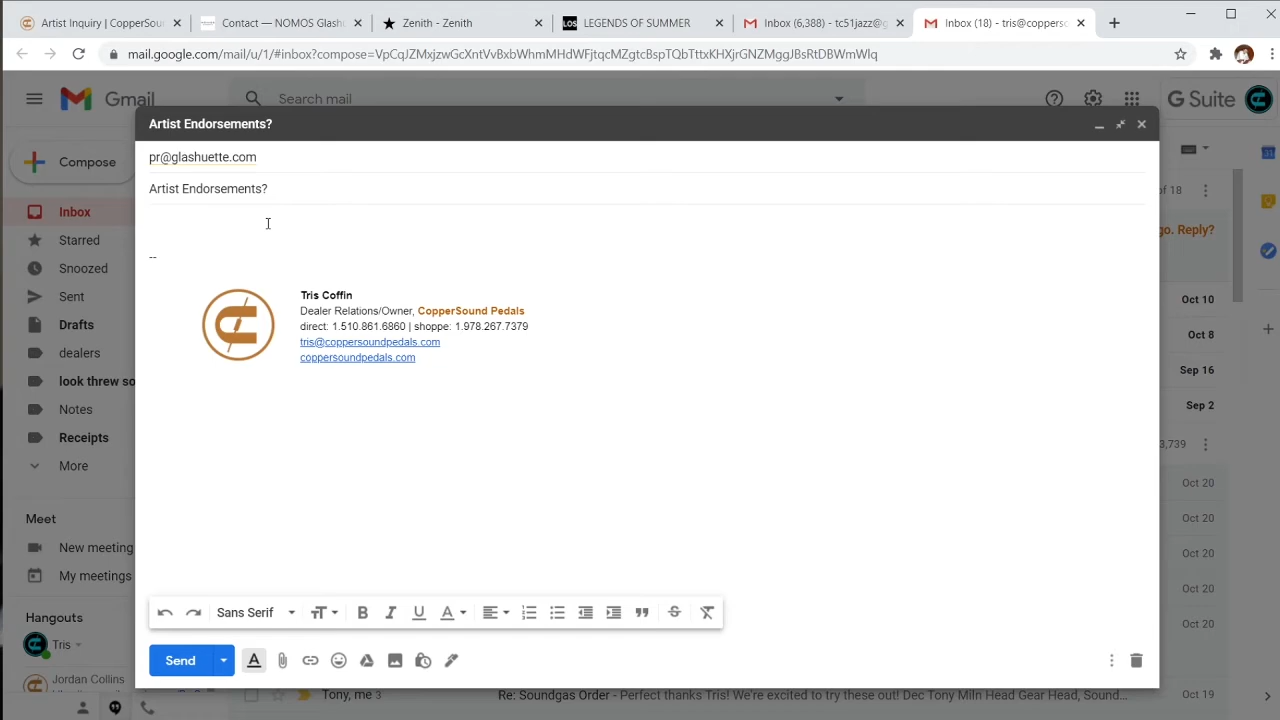 Artist Inquiry | CopperSoun
Contact — NOMOS Glashu
Zenith - Zenith
LOS
LEGENDS OF SUMMER
Inbox (6,388) - tc51jazz@g
Inbox (18) - tris@coppersc
mail.google.com/mail/u/1/#inbox?compose=VpCqJZMxjzwGcXntVvBxbWhmMHdWFjtqcMZgtcBspTQbTttxKHXjrGNZMggJBsRtDBWmWlq
Gmail
Search mail
G Suite
Compose
Inbox
Starred
Snoozed
Sent
Drafts
dealers
look threw so
Notes
Receipts
More
Meet
New meeting
My meetings
Hangouts
Tris
Jordan Collins
Artist Endorsements?
pr@glashuette.com
Artist Endorsements?
--
Tris Coffin
Dealer Relations/Owner, CopperSound Pedals
direct: 1.510.861.6860 | shoppe: 1.978.267.7379
tris@coppersoundpedals.com
coppersoundpedals.com
Sans Serif
Send
of 18
go. Reply?
Oct 10
Oct 8
Sep 16
Sep 2
3,739
Oct 20
Oct 20
Oct 20
Oct 20
Oct 20
Tony, me 3
Re: Soundgas Order - Perfect thanks Tris! We're excited to try these out! Dec Tony Miln Head Gear Head, Sound...
Oct 19